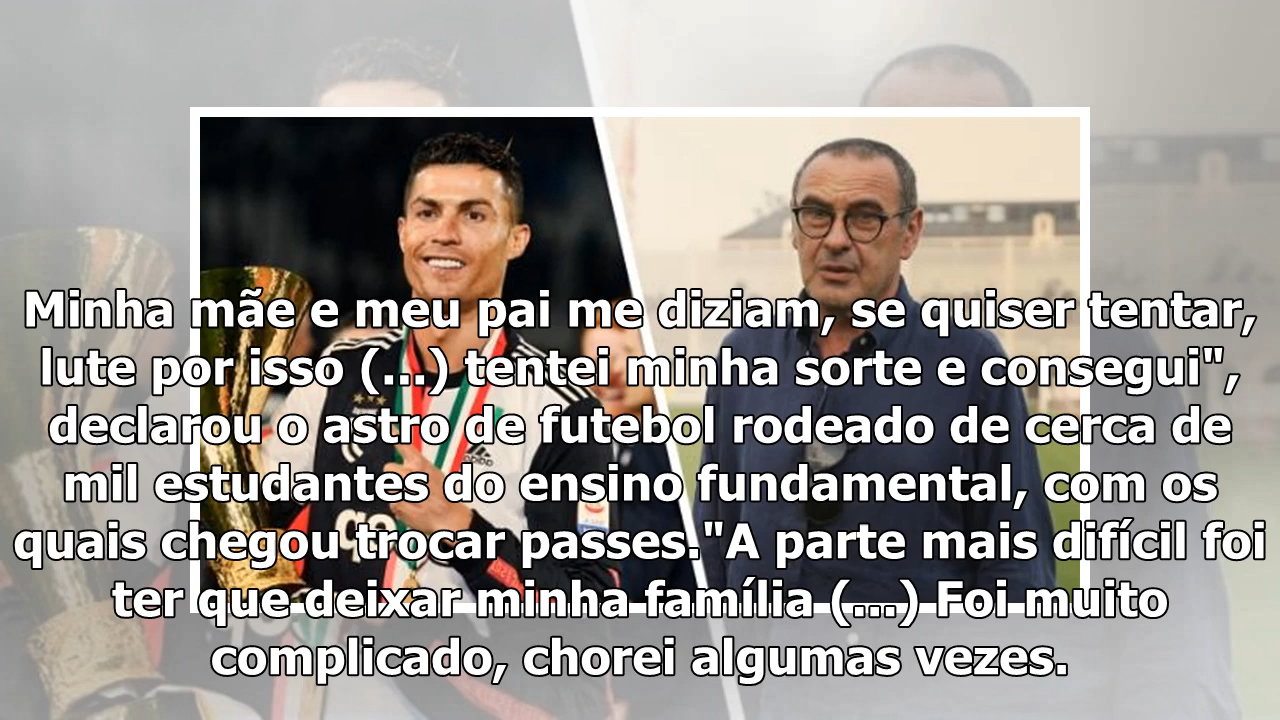 Minha mãe e meu pai me diziam, se quiser tentar,
lute por isso (...) tentei minha sorte e consegui",
declarou o astro de futebol rodeado de cerca de
mil estudantes do ensino fundamental, com os
quais chegou trocar passes."A parte mais difícil foi
ter que deixar minha família (...) Foi muito
complicado, chorei algumas vezes.